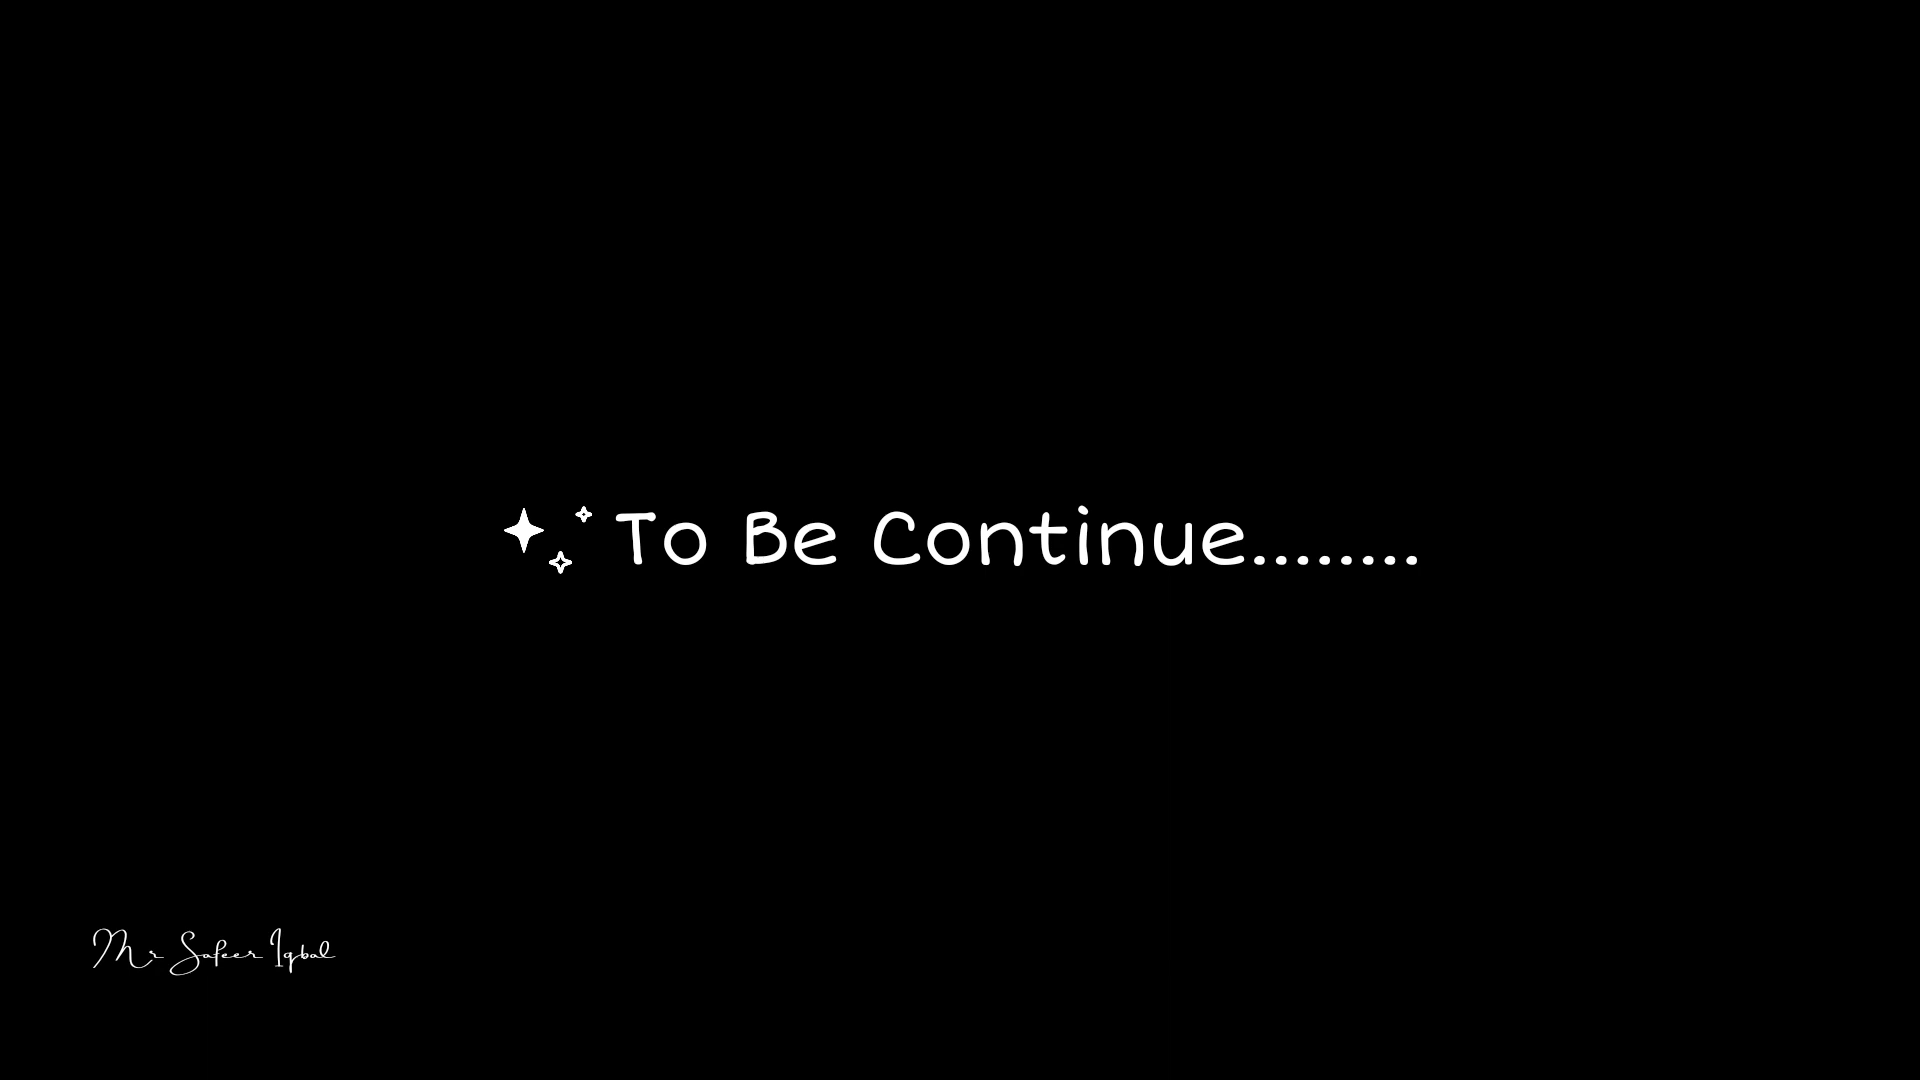 To Be Continue........
Mr Safeer Iqbal